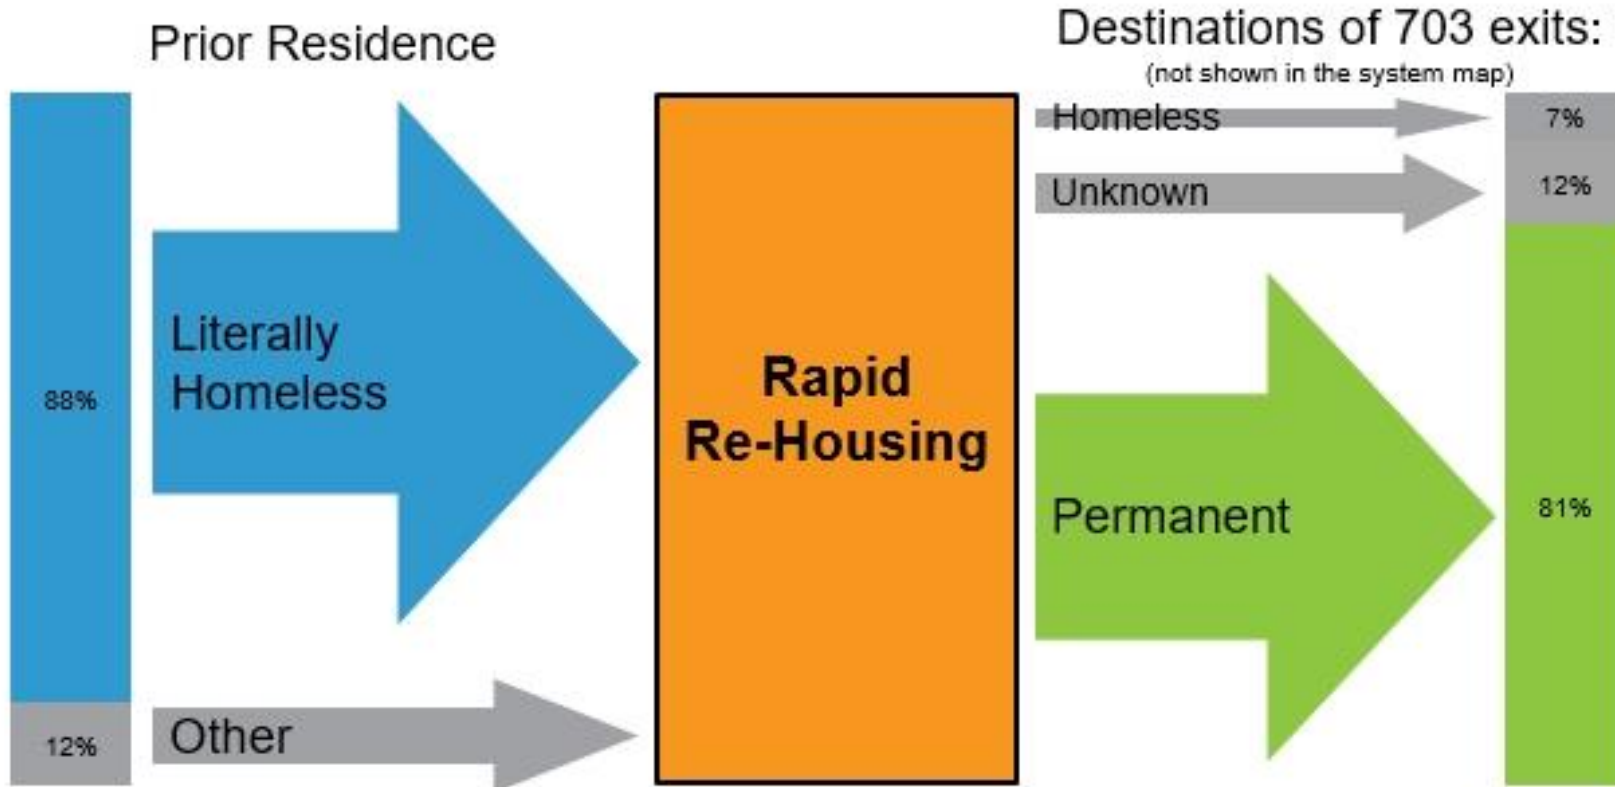 Prior Residence
Destinations of 703 exits:
(not shown in the system map)
88%
Literally
Homeless
12%
Other
Rapid
Re-Housing
Homeless
7%
Unknown
12%
Permanent
81%